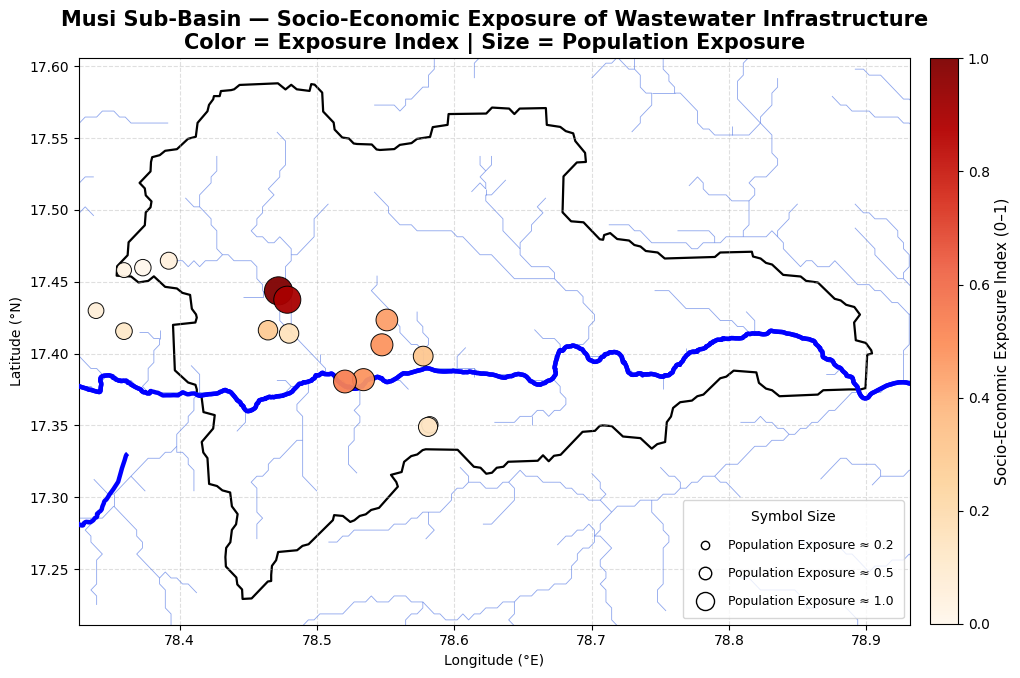 Musi Sub-Basin — Socio-Economic Exposure of Wastewater Infrastructure
Color = Exposure Index | Size = Population Exposure
17.60
17.55
17.50
17.45
17.40
17.35
17.30
17.25
Latitude (°N)
78.4
78.5
78.6
78.7
78.8
78.9
Longitude (°E)
Symbol Size
Population Exposure ≈ 0.2
Population Exposure ≈ 0.5
Population Exposure ≈ 1.0
1.0
0.8
0.6
0.4
0.2
0.0
Socio-Economic Exposure Index (0–1)